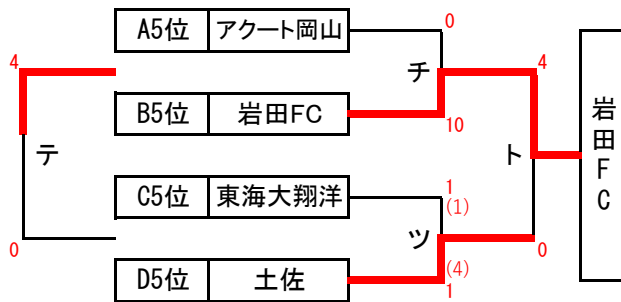 A5位 アクート岡山
0
4
チ
4
B5位 岩田FC
10
テ
ト
岩田FC
C5位 東海大翔洋
1
(1)
ツ
0
0
D5位 土佐
(4)
1